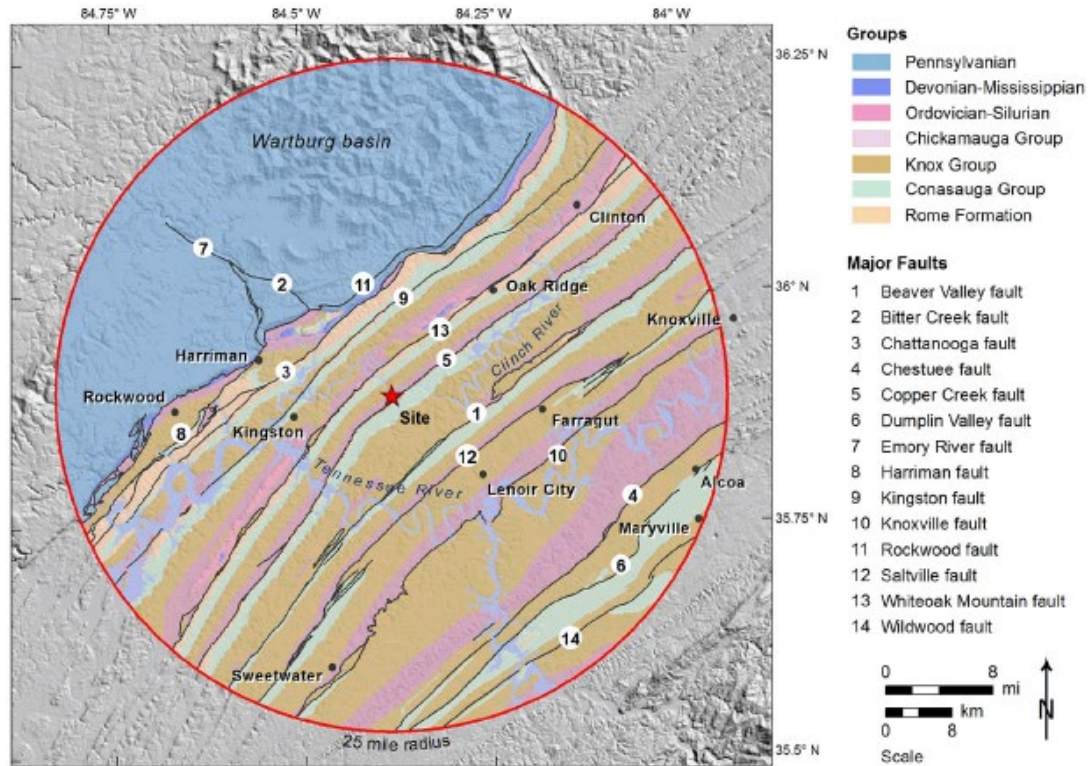 84.75° W
84.5° W
84.25° W
84° W
36.25° N
36° N
35.75° N
35.5° N
Wartburg basin
7
2
11
9
Clinton
Oak Ridge
13
Knoxville
Harriman
3
5
Clinch River
Rockwood
8
Kingston
Site
1
Farragut
Tennessee River
12
10
Lenoir City
Alcoa
4
Maryville
6
14
Sweetwater
25 mile radius
Groups
Pennsylvanian
Devonian-Mississippian
Ordovician-Silurian
Chickamauga Group
Knox Group
Conasauga Group
Rome Formation
Major Faults
1 Beaver Valley fault
2 Bitter Creek fault
3 Chattanooga fault
4 Chestuee fault
5 Copper Creek fault
6 Dumplin Valley fault
7 Emory River fault
8 Harriman fault
9 Kingston fault
10 Knoxville fault
11 Rockwood fault
12 Saltville fault
13 Whiteoak Mountain fault
14 Wildwood fault
0 8
mi
km
0 8
Scale
N